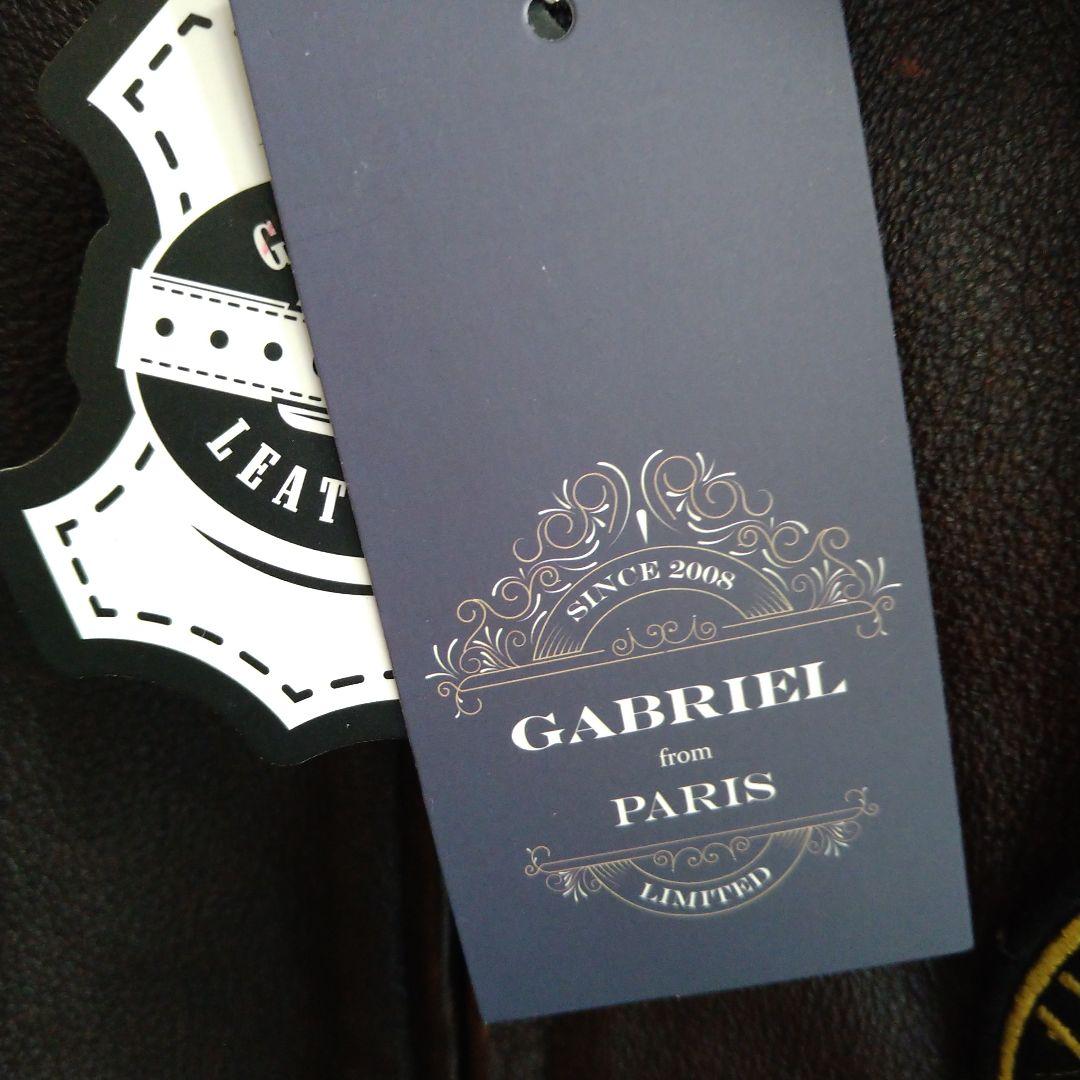 SINCE 2008
GABRIEL
from
PARIS
LIMITED